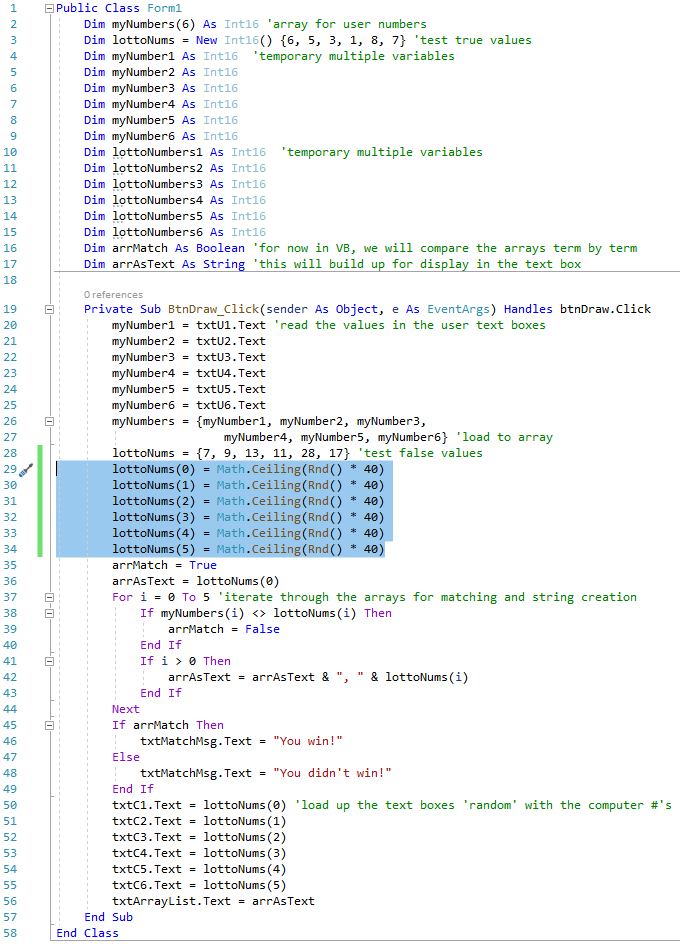 1 Public Class Form1
2 Dim myNumbers(6) As Int16 'array for user numbers
3 Dim lottoNums = New Int16() {6, 5, 3, 1, 8, 7} 'test true values
4 Dim myNumber1 As Int16  'temporary multiple variables
5 Dim myNumber2 As Int16
6 Dim myNumber3 As Int16
7 Dim myNumber4 As Int16
8 Dim myNumber5 As Int16
9 Dim myNumber6 As Int16
10 Dim lottoNumbers1 As Int16  'temporary multiple variables
11 Dim lottoNumbers2 As Int16
12 Dim lottoNumbers3 As Int16
13 Dim lottoNumbers4 As Int16
14 Dim lottoNumbers5 As Int16
15 Dim lottoNumbers6 As Int16
16 Dim arrMatch As Boolean 'for now in VB, we will compare the arrays term by term
17 Dim arrAsText As String 'this will build up for display in the text box
18
0 references
19 Private Sub BtnDraw_Click(sender As Object, e As EventArgs) Handles btnDraw.Click
20 myNumber1 = txtU1.Text 'read the values in the user text boxes
21 myNumber2 = txtU2.Text
22 myNumber3 = txtU3.Text
23 myNumber4 = txtU4.Text
24 myNumber5 = txtU5.Text
25 myNumber6 = txtU6.Text
26 myNumbers = {myNumber1, myNumber2, myNumber3,
27 myNumber4, myNumber5, myNumber6} 'load to array
28 lottoNums = {7, 9, 13, 11, 28, 17} 'test false values
29 lottoNums(0) = Math.Ceiling(Rnd() * 40)
30 lottoNums(1) = Math.Ceiling(Rnd() * 40)
31 lottoNums(2) = Math.Ceiling(Rnd() * 40)
32 lottoNums(3) = Math.Ceiling(Rnd() * 40)
33 lottoNums(4) = Math.Ceiling(Rnd() * 40)
34 lottoNums(5) = Math.Ceiling(Rnd() * 40)
35 arrMatch = True
36 arrAsText = lottoNums(0)
37 For i = 0 To 5 'iterate through the arrays for matching and string creation
38 If myNumbers(i) <> lottoNums(i) Then
39 arrMatch = False
40 End If
41 If i > 0 Then
42 arrAsText = arrAsText & ", " & lottoNums(i)
43 End If
44 Next
45 If arrMatch Then
46 txtMatchMsg.Text = "You win!"
47 Else
48 txtMatchMsg.Text = "You didn't win!"
49 End If
50 txtC1.Text = lottoNums(0) 'load up the text boxes 'random' with the computer #'s
51 txtC2.Text = lottoNums(1)
52 txtC3.Text = lottoNums(2)
53 txtC4.Text = lottoNums(3)
54 txtC5.Text = lottoNums(4)
55 txtC6.Text = lottoNums(5)
56 txtArrayList.Text = arrAsText
57 End Sub
58 End Class